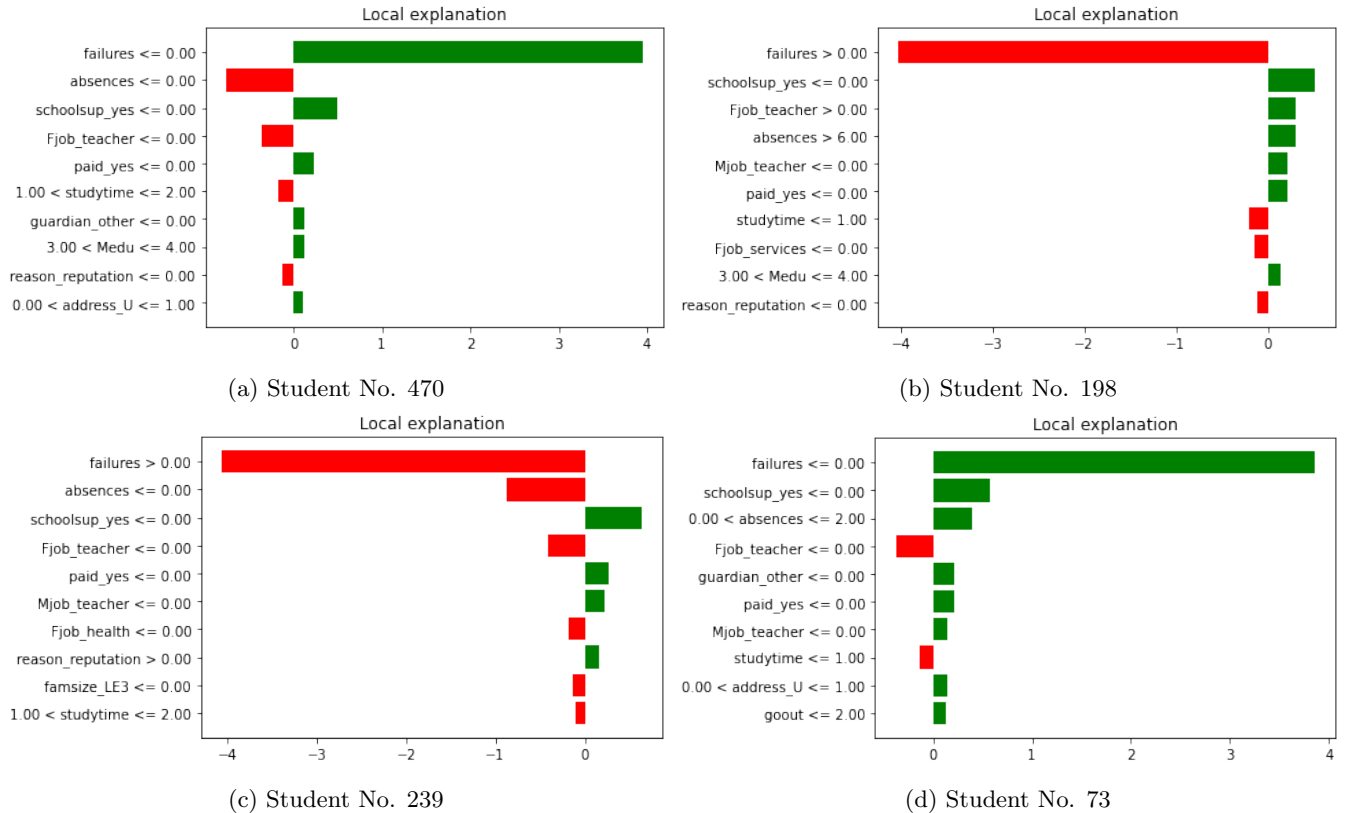 Local explanation
failures <= 0.00
absences <= 0.00
schoolsup_yes <= 0.00
Fjob_teacher <= 0.00
paid_yes <= 0.00
1.00 < studytime <= 2.00
guardian_other <= 0.00
3.00 < Medu <= 4.00
reason_reputation <= 0.00
0.00 < address_U <= 1.00
0 1 2 3 4
(a) Student No. 470
Local explanation
failures > 0.00
schoolsup_yes <= 0.00
Fjob_teacher > 0.00
absences > 6.00
Mjob_teacher <= 0.00
paid_yes <= 0.00
studytime <= 1.00
Fjob_services <= 0.00
3.00 < Medu <= 4.00
reason_reputation <= 0.00
−4 −3 −2 −1 0
(b) Student No. 198
Local explanation
failures > 0.00
absences <= 0.00
schoolsup_yes <= 0.00
Fjob_teacher <= 0.00
paid_yes <= 0.00
Mjob_teacher <= 0.00
Fjob_health <= 0.00
reason_reputation > 0.00
famsize_LE3 <= 0.00
1.00 < studytime <= 2.00
−4 −3 −2 −1 0
(c) Student No. 239
Local explanation
failures <= 0.00
schoolsup_yes <= 0.00
0.00 < absences <= 2.00
Fjob_teacher <= 0.00
guardian_other <= 0.00
paid_yes <= 0.00
Mjob_teacher <= 0.00
studytime <= 1.00
0.00 < address_U <= 1.00
goout <= 2.00
0 1 2 3 4
(d) Student No. 73